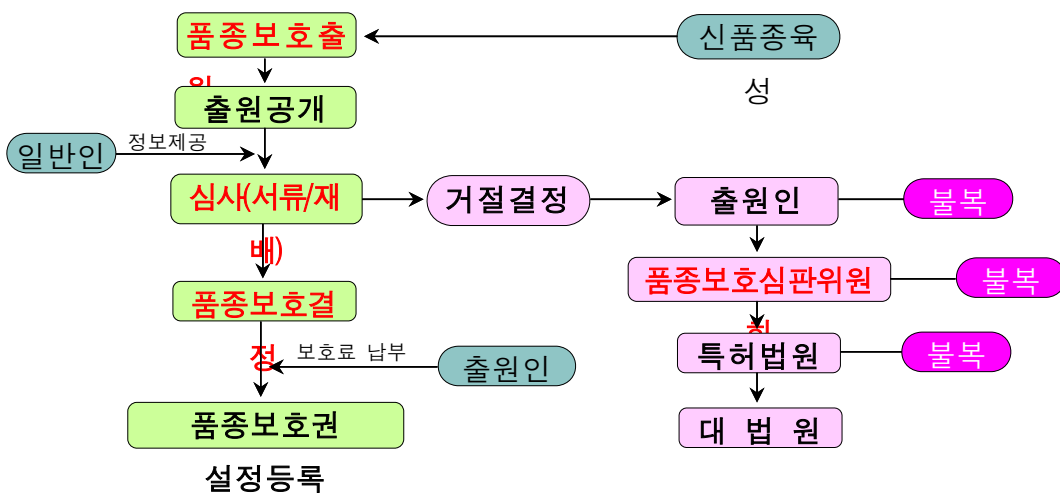 품종보호출
원
신품종육
성
출원공개
일반인
정보제공
심사(서류/재
배)
거절결정
출원인
불복
품종보호심판위원
회
불복
품종보호결
정
보호료 납부
출원인
특허법원
불복
품종보호권
설정등록
대 법 원